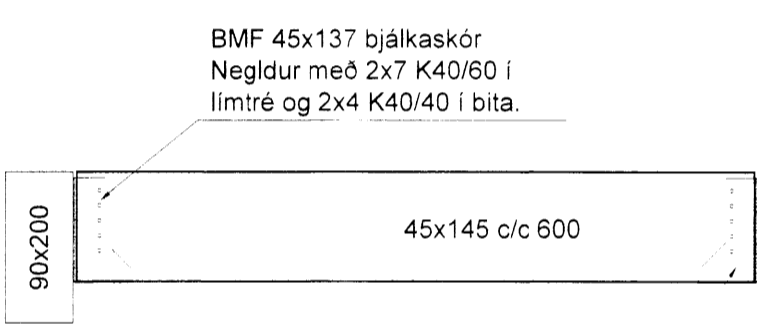 BMF 45x137 bjálkaskór
Negldur með 2x7 K40/60 í
límtré og 2x4 K40/40 í bita.
45x145 c/c 600
90x200